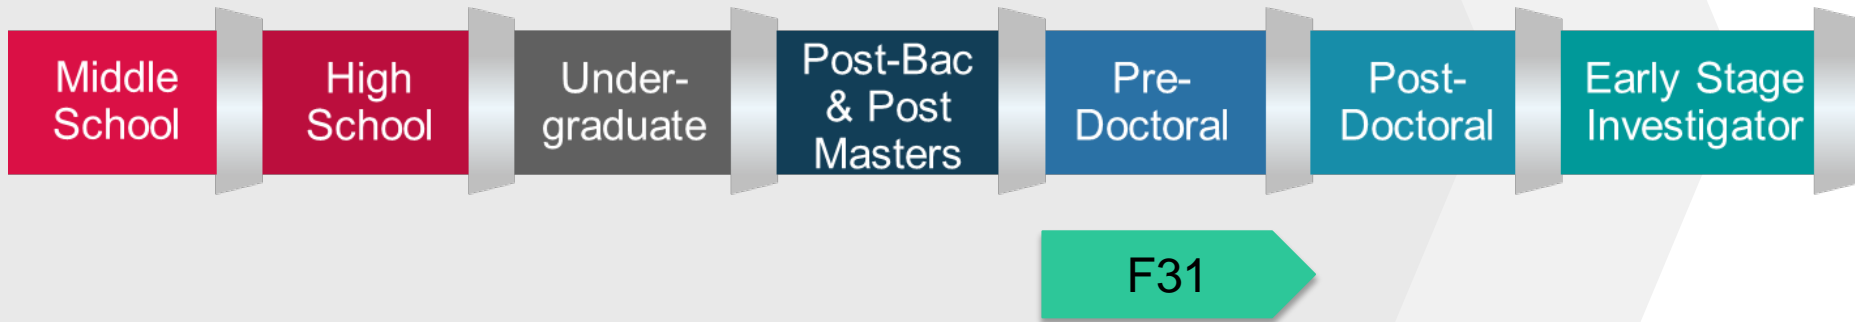 Middle
School
High
School
Under-
graduate
Post-Bac
& Post
Masters
Pre-
Doctoral
Post-
Doctoral
Early Stage
Investigator
F31